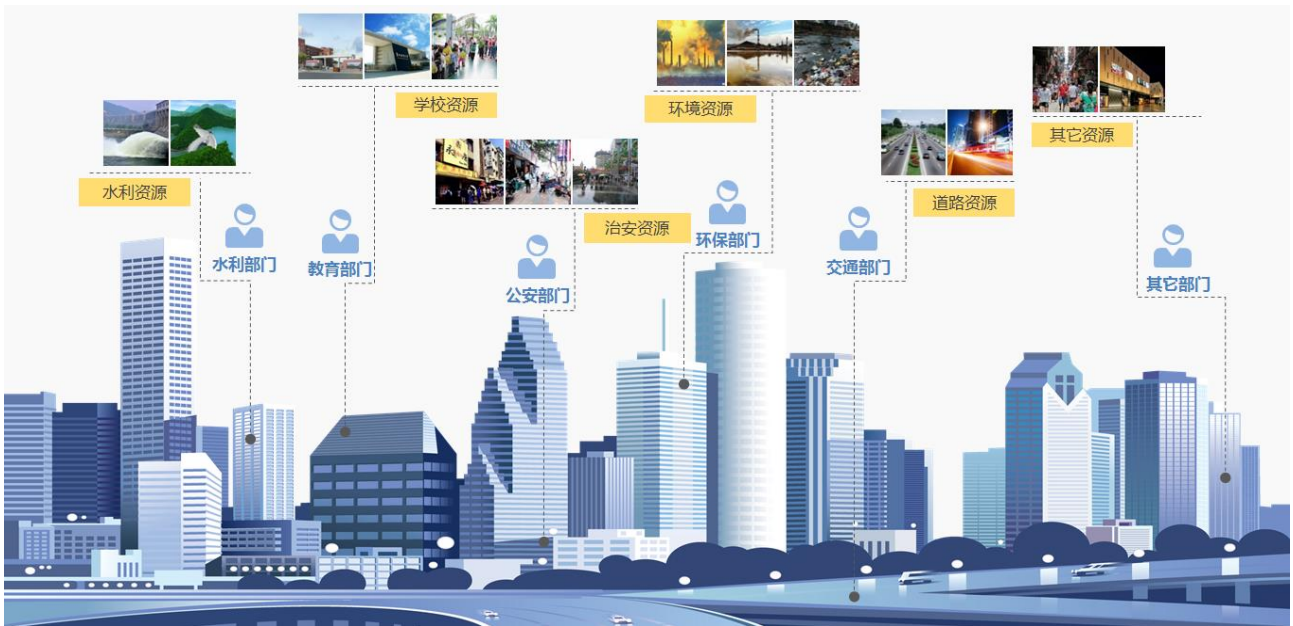 学校资源
环境资源
其它资源
水利资源
道路资源
治安资源
水利部门
教育部门
公安部门
环保部门
交通部门
其它部门